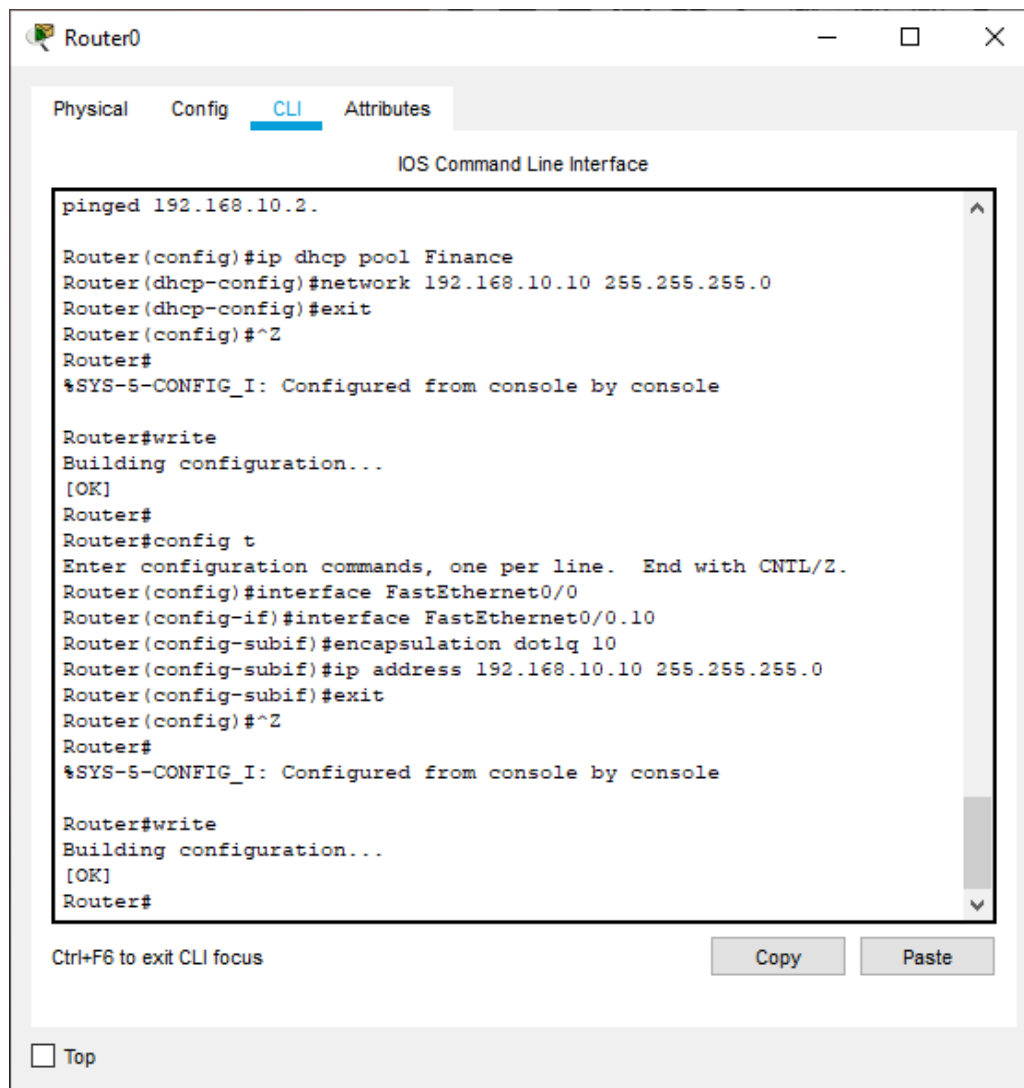 Router0
Physical Config CLI Attributes
IOS Command Line Interface
pinged 192.168.10.2.
Router(config)#ip dhcp pool Finance
Router(dhcp-config)#network 192.168.10.10 255.255.255.0
Router(dhcp-config)#exit
Router(config)#^Z
Router#
%SYS-5-CONFIG_I: Configured from console by console
Router#write
Building configuration...
[OK]
Router#
Router#config t
Enter configuration commands, one per line.  End with CNTL/Z.
Router(config)#interface FastEthernet0/0
Router(config-if)#interface FastEthernet0/0.10
Router(config-subif)#encapsulation dot1q 10
Router(config-subif)#ip address 192.168.10.10 255.255.255.0
Router(config-subif)#exit
Router(config)#^Z
Router#
%SYS-5-CONFIG_I: Configured from console by console
Router#write
Building configuration...
[OK]
Router#
Ctrl+F6 to exit CLI focus
Copy Paste
Top